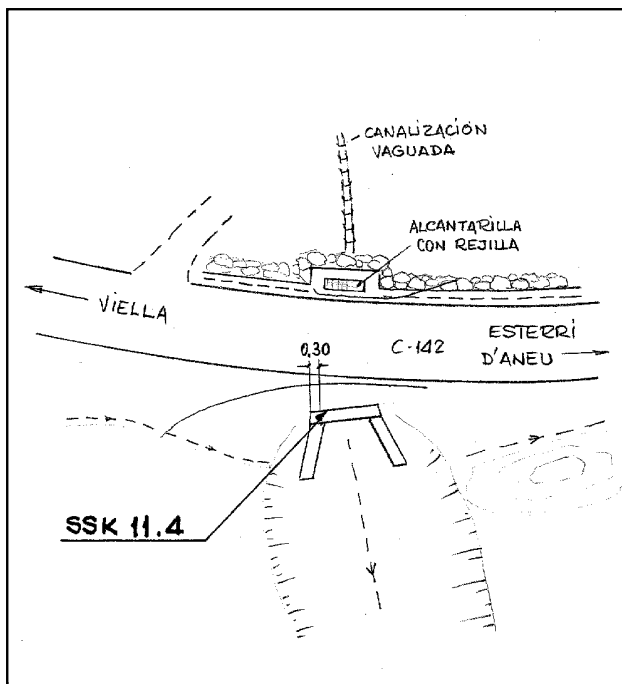 CANALIZACIÓN
VAGUADA
ALCANTARILLA
CON REJILLA
VIELLA
0,30
C-142
ESTERRI
D'ANEU
SSK 11.4